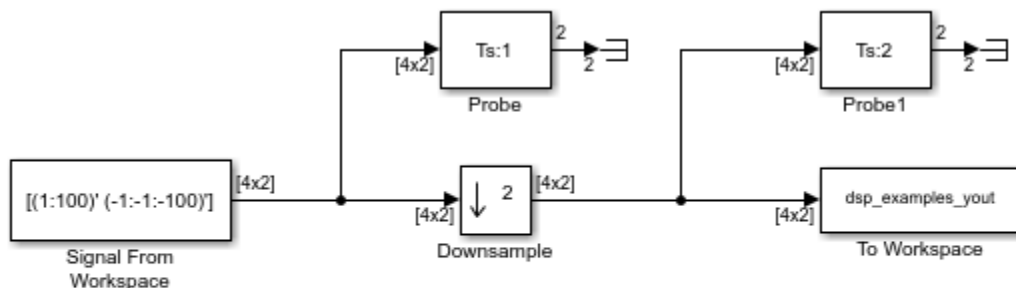 Ts:1
2
[4x2]
2
Probe
Ts:2
2
[4x2]
2
Probe1
[(1:100)' (-1:-1:-100)']
[4x2]
Signal From
Workspace
[4x2]
2
[4x2]
Downsample
[4x2]
dsp_examples_yout
To Workspace